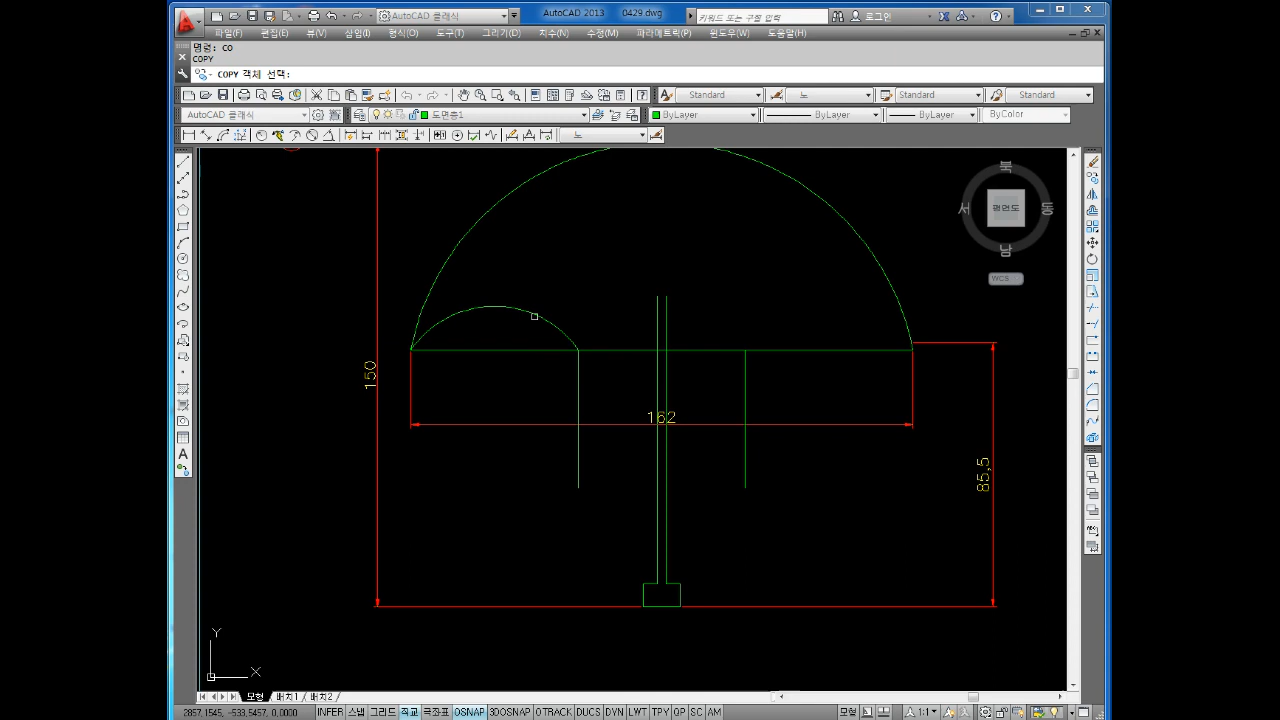 AutoCAD 클래식
AutoCAD 2013 0429.dwg
키워드 또는 구절 입력
로그인
파일(F) 편집(E) 뷰(V) 삽입(I) 형식(O) 도구(T) 그리기(D) 치수(N) 수정(M) 파라메트릭(P) 윈도우(W) 도움말(H)
명령: CO
COPY
COPY 객체 선택:
Standard 노 Standard Standard
AutoCAD 클래식 도면층1 ByLayer ByLayer ByLayer ByColor
노
북
서 평면도 동
남
WCS
150
162
85,5
Y
X
모형 배치1 배치2
2857,1545, -533,5457, 0,0000 INFER 스냅 그리드 직교 극좌표 OSNAP 3DOSNAP OTRACK DUCS DYN LWT TPY QP SC AM 모형 1:1